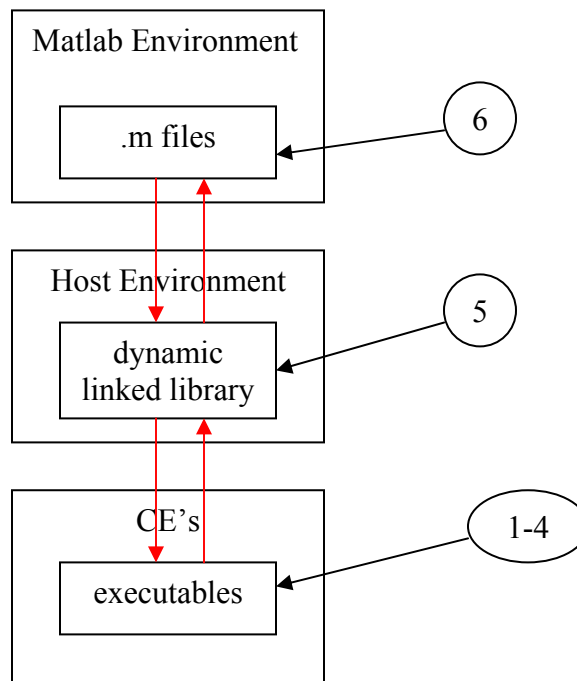 Matlab Environment
.m files
6
Host Environment
dynamic
linked library
5
CE’s
executables
1-4